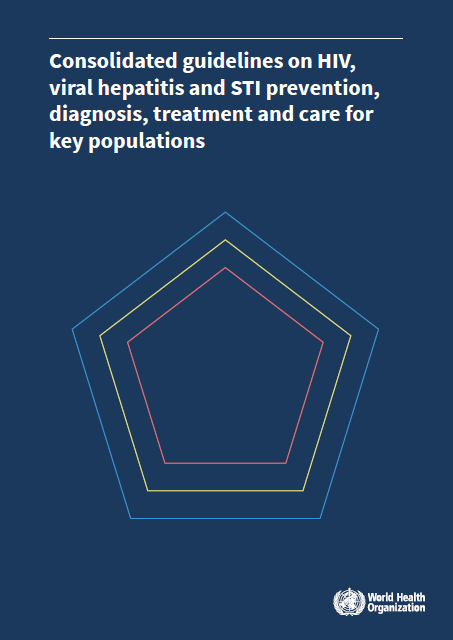 Consolidated guidelines on HIV,
viral hepatitis and STI prevention,
diagnosis, treatment and care for
key populations
World Health
Organization